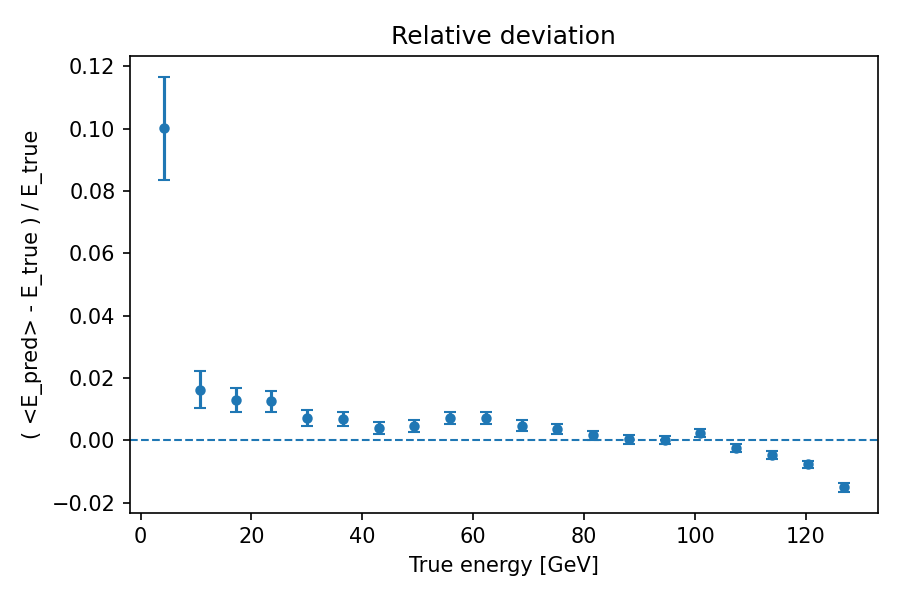 Relative deviation
( <E_pred> - E_true ) / E_true
0.12
0.10
0.08
0.06
0.04
0.02
0.00
−0.02
0 20 40 60 80 100 120
True energy [GeV]